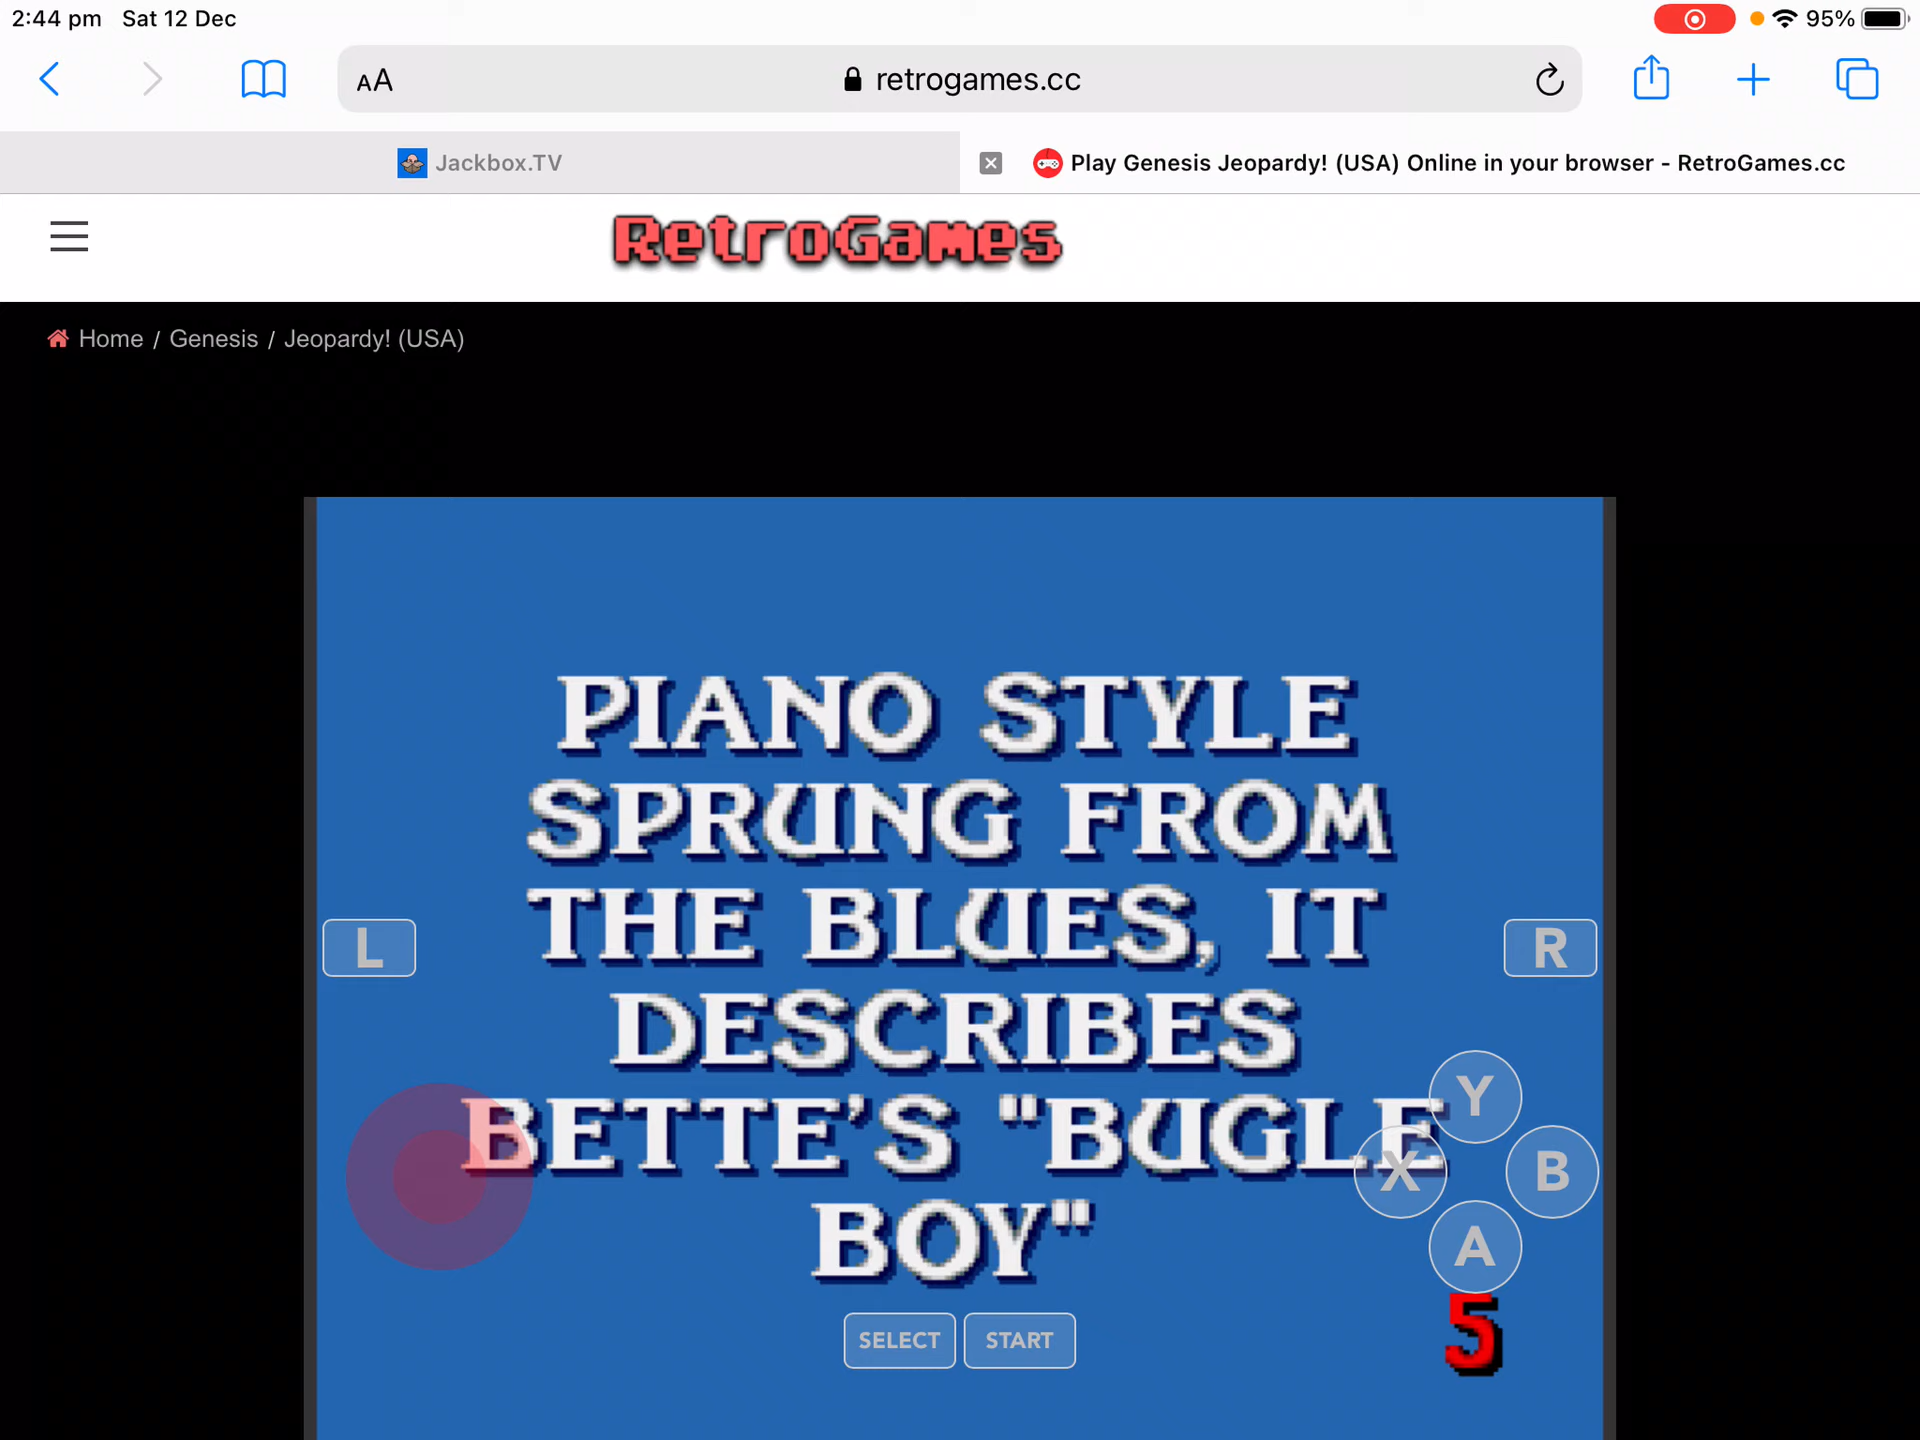 2:44 pm Sat 12 Dec 95%
AA retrogames.cc
Jackbox.TV Play Genesis Jeopardy! (USA) Online in your browser - RetroGames.cc
RetroGames
Home / Genesis / Jeopardy! (USA)
PIANO STYLE
SPRUNG FROM
THE BLUES, IT
L R
DESCRIBES
Y
BETTE'S "BUGLE
X B
BOY"
A
SELECT START
5